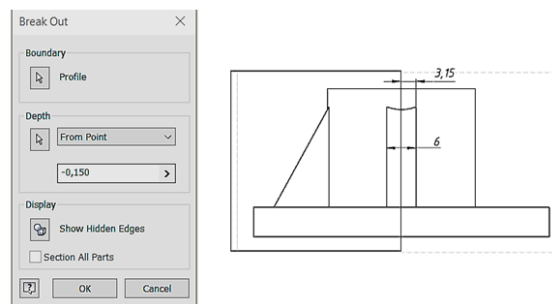 Break Out
Boundary
Profile
Depth
From Point
-0,150
Display
Show Hidden Edges
Section All Parts
OK
Cancel
3,15
6